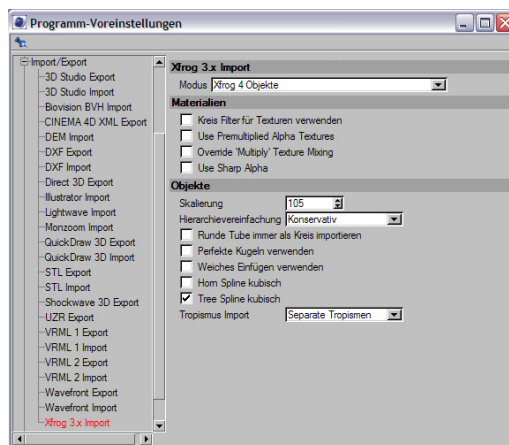 Programm-Voreinstellungen
Import/Export
3D Studio Export
3D Studio Import
Biovision BVH Import
CINEMA 4D XML Export
DEM Import
DXF Export
DXF Import
Direct 3D Export
Illustrator Import
Lightwave Import
Monzoom Import
QuickDraw 3D Export
QuickDraw 3D Import
STL Export
STL Import
Shockwave 3D Export
UZR Export
VRML 1 Export
VRML 1 Import
VRML 2 Export
VRML 2 Import
Wavefront Export
Wavefront Import
Xfrog 3.x Import
Xfrog 3.x Import
Modus Xfrog 4 Objekte
Materialien
Kreis Filter für Texturen verwenden
Use Premultiplied Alpha Textures
Override 'Multiply' Texture Mixing
Use Sharp Alpha
Objekte
Skalierung 105
Hierarchievereinfachung Konservativ
Runde Tube immer als Kreis importieren
Perfekte Kugeln verwenden
Weiches Einfügen verwenden
Horn Spline kubisch
Tree Spline kubisch
Tropismus Import Separate Tropismen